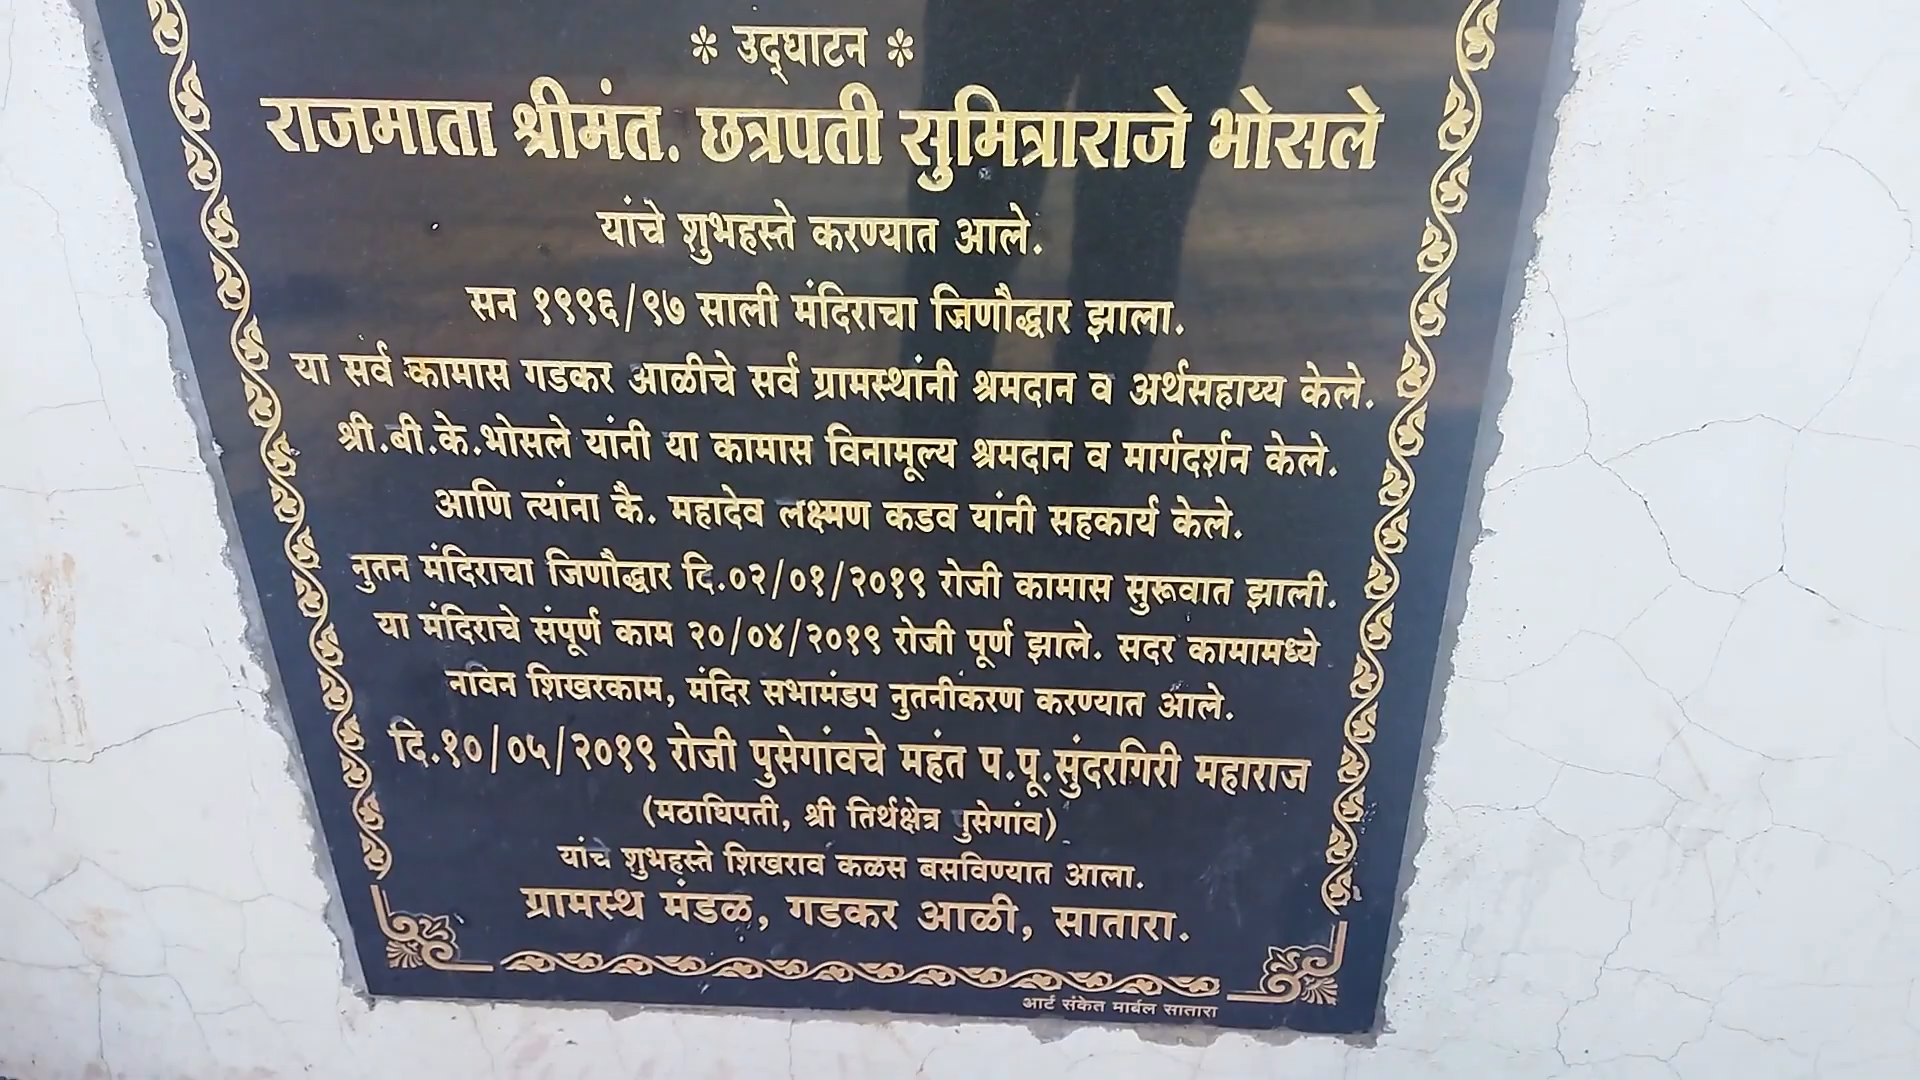 * उद्‌घाटन *
राजमाता श्रीमंत. छत्रपती सुमित्राराजे भोसले
यांचे शुभहस्ते करण्यात आले.
सन १९९६/९७ साली मंदिराचा जिणौद्धार झाला.
या सर्व कामास गडकर आळीचे सर्व ग्रामस्थांनी श्रमदान व अर्थसहाय्य केले.
श्री.बी.के.भोसले यांनी या कामास विनामूल्य श्रमदान व मार्गदर्शन केले.
आणि त्यांना कै. महादेव लक्ष्मण कडव यांनी सहकार्य केले.
नुतन मंदिराचा जिणौद्धार दि.०२/०१/२०१९ रोजी कामास सुरूवात झाली.
या मंदिराचे संपूर्ण काम २०/०४/२०१९ रोजी पूर्ण झाले. सदर कामामध्ये
नविन शिखरकाम, मंदिर सभामंडप नुतनीकरण करण्यात आले.
दि.१०/०५/२०१९ रोजी पुसेगांवचे महंत प.पू.सुंदरगिरी महाराज
(मठाधिपती, श्री तिर्थक्षेत्र पुसेगांव)
यांचे शुभहस्ते शिखराव कळस बसविण्यात आला.
ग्रामस्थ मंडळ, गडकर आळी, सातारा.
आर्ट संकेत मार्बल सातारा